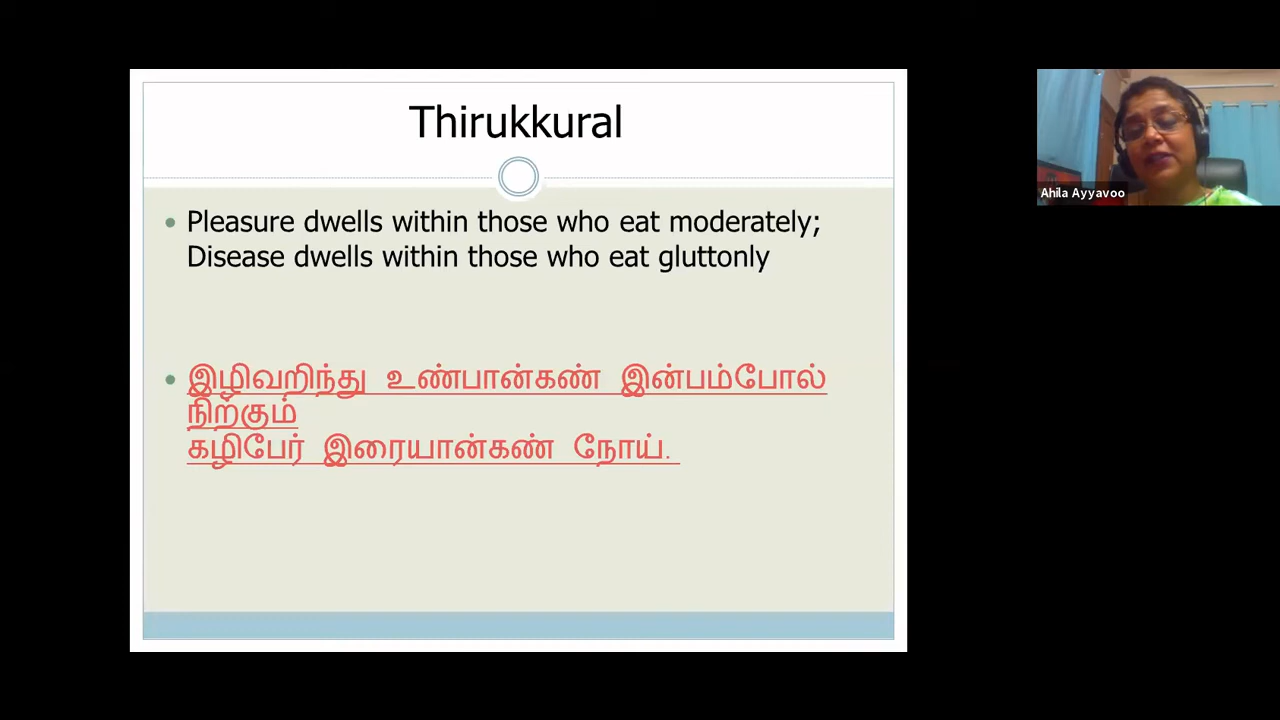 Thirukkural
Pleasure dwells within those who eat moderately;
Disease dwells within those who eat gluttonly
இழிவறிந்து உண்பான்கண் இன்பம்போல்
நிற்கும்
கழிபேர் இரையான்கண் நோய்.
Ahila Ayyavoo